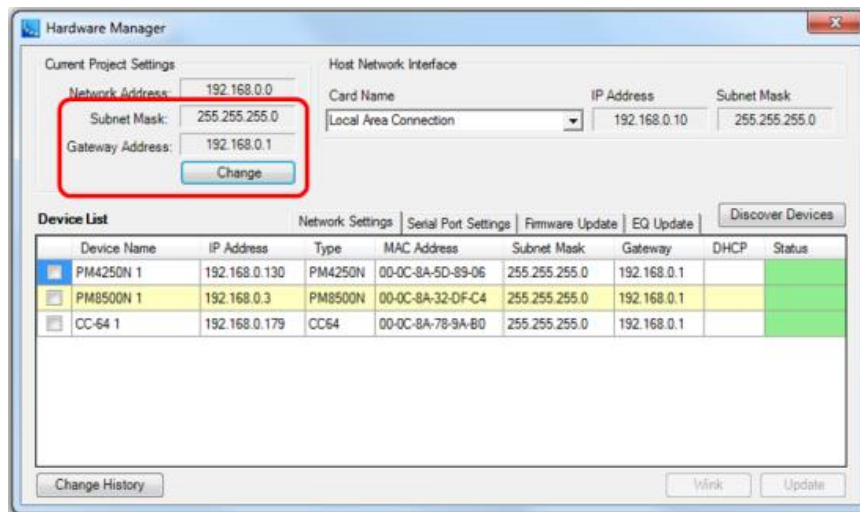 Hardware Manager
Current Project Settings
Network Address: 192.168.0.0
Subnet Mask: 255.255.255.0
Gateway Address: 192.168.0.1
Change
Host Network Interface
Card Name IP Address Subnet Mask
Local Area Connection 192.168.0.10 255.255.255.0
Device List
Network Settings Serial Port Settings Firmware Update EQ Update Discover Devices
Device Name IP Address Type MAC Address Subnet Mask Gateway DHCP Status
PM4250N 1 192.168.0.130 PM4250N 00-0C-8A-5D-89-06 255.255.255.0 192.168.0.1
PM8500N 1 192.168.0.3 PM8500N 00-0C-8A-32-DF-C4 255.255.255.0 192.168.0.1
CC-64 1 192.168.0.179 CC64 00-0C-8A-78-9A-B0 255.255.255.0 192.168.0.1
Change History Wink Update